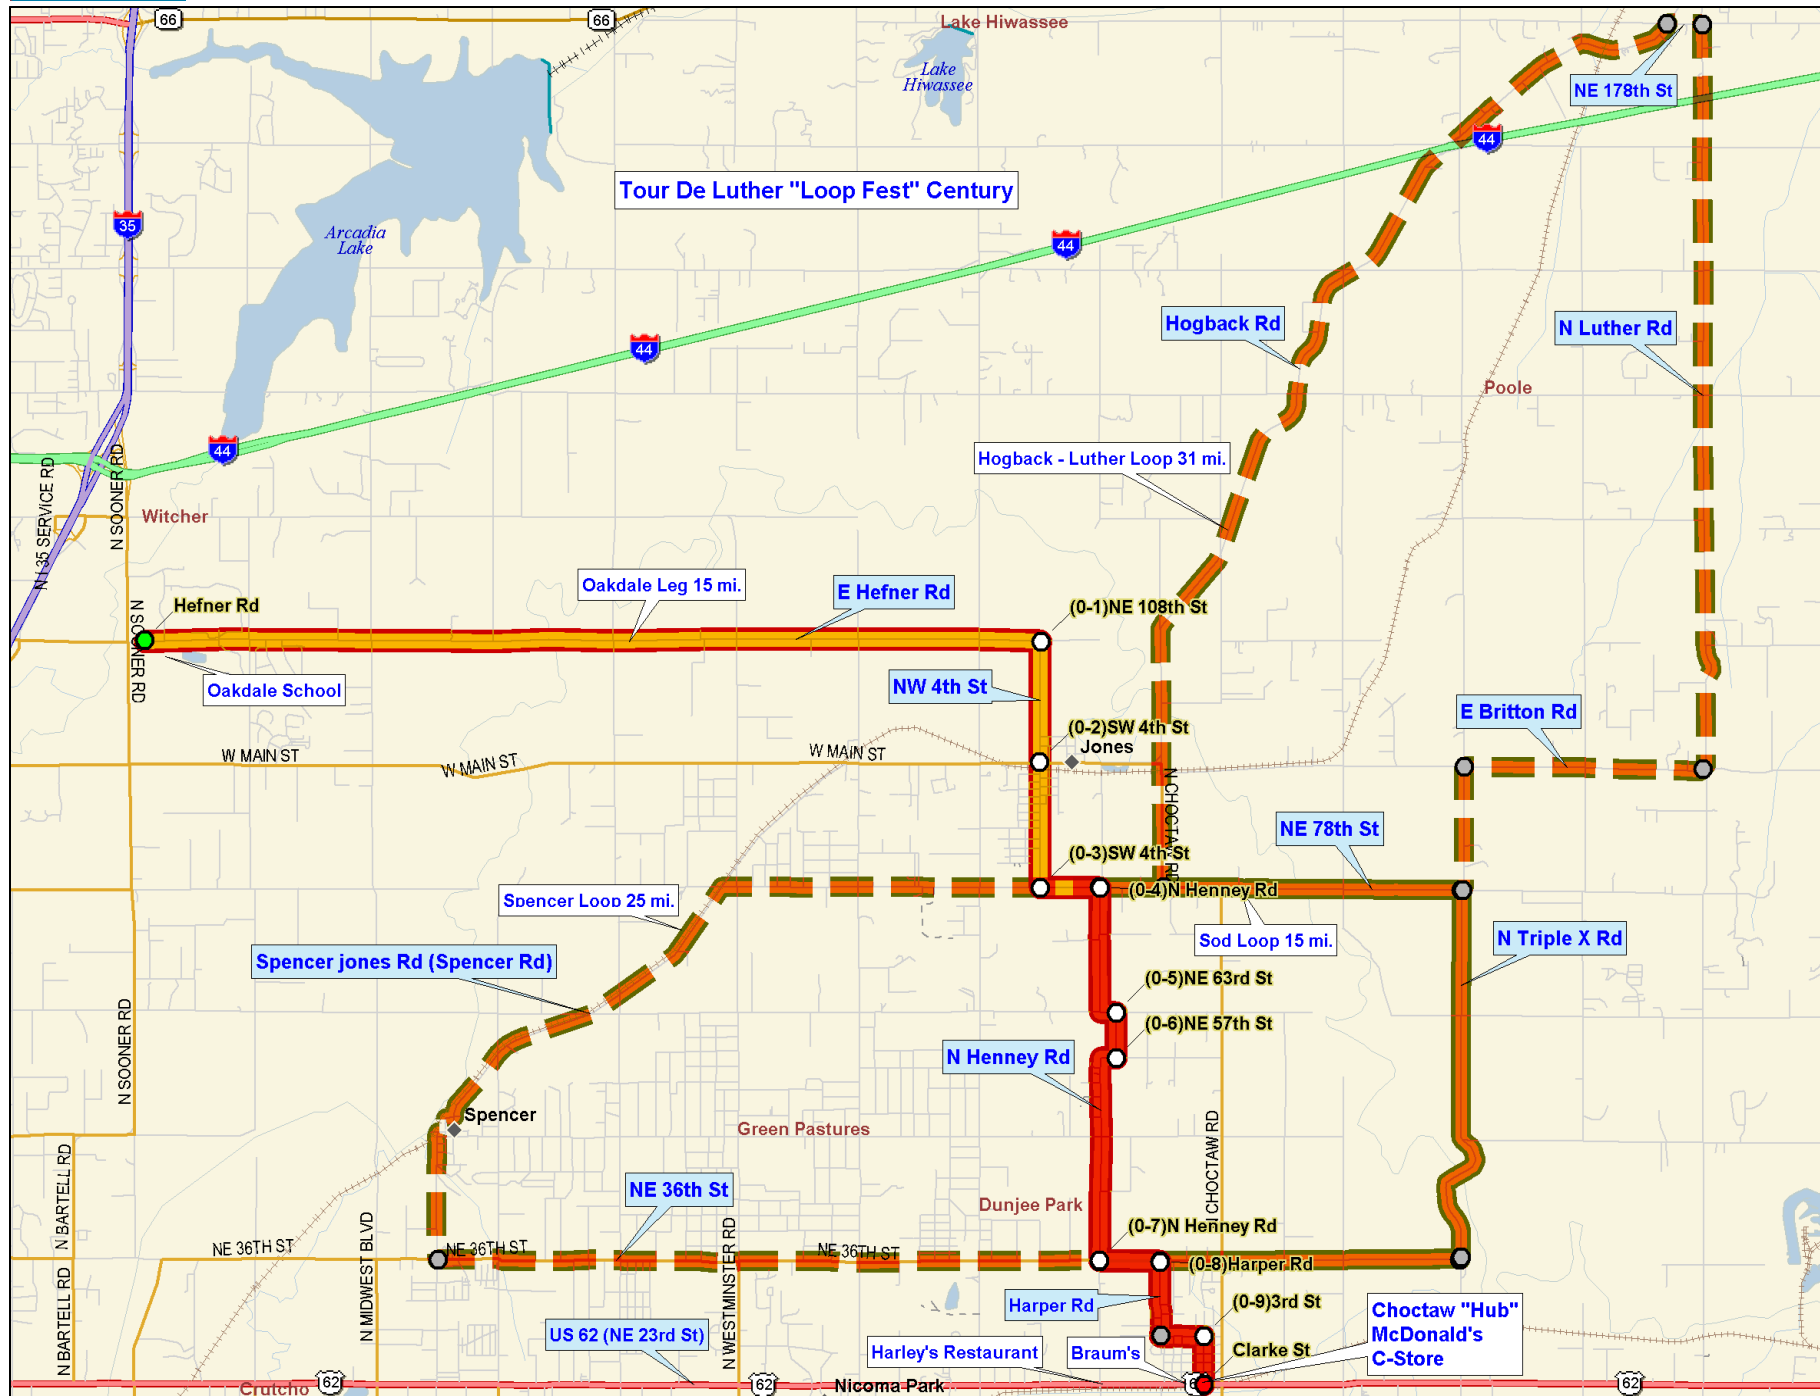 66
66
Lake Hiwassee
Lake
Hiwassee
NE 178th St
44
Tour De Luther "Loop Fest" Century
35
Arcadia
Lake
44
Hogback Rd
N Luther Rd
44
Poole
44
Hogback - Luther Loop 31 mi.
N I 35 SERVICE RD
N SOONER RD
Witcher
Hefner Rd
Oakdale Leg 15 mi.
E Hefner Rd
(0-1)NE 108th St
N SOONER RD
Oakdale School
NW 4th St
E Britton Rd
(0-2)SW 4th St
Jones
W MAIN ST
W MAIN ST
W MAIN ST
N CHOCTAW RD
NE 78th St
(0-3)SW 4th St
(0-4)N Henney Rd
Spencer Loop 25 mi.
Sod Loop 15 mi.
N Triple X Rd
Spencer jones Rd (Spencer Rd)
(0-5)NE 63rd St
N SOONER RD
(0-6)NE 57th St
N Henney Rd
Spencer
Green Pastures
N BARTELL RD
N CHOCTAW RD
NE 36th St
Dunjee Park
(0-7)N Henney Rd
NE 36TH ST
NE 36TH ST
NE 36TH ST
(0-8)Harper Rd
N BARTELL RD
N MIDWEST BLVD
N WESTMINSTER RD
Harper Rd
(0-9)3rd St
Choctaw "Hub"
McDonald's
C-Store
US 62 (NE 23rd St)
Harley's Restaurant
Braum's
Clarke St
Crutcho
62
62
Nicoma Park
62